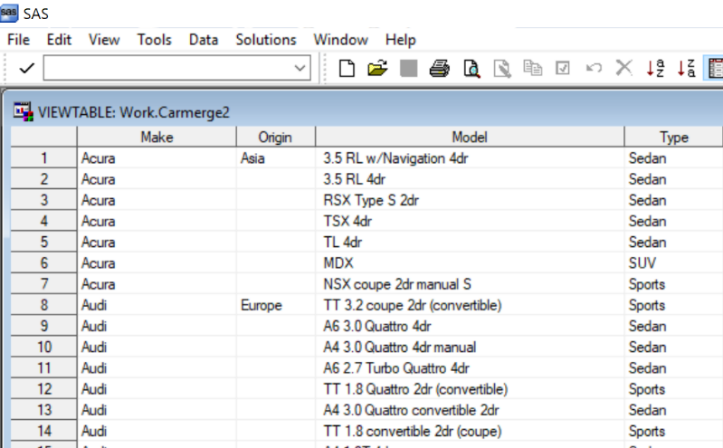 sas SAS
File Edit View Tools Data Solutions Window Help
VIEWTABLE: Work.Carmerge2
Make Origin Model Type
1 Acura Asia 3.5 RL w/Navigation 4dr Sedan
2 Acura 3.5 RL 4dr Sedan
3 Acura RSX Type S 2dr Sedan
4 Acura TSX 4dr Sedan
5 Acura TL 4dr Sedan
6 Acura MDX SUV
7 Acura NSX coupe 2dr manual S Sports
8 Audi Europe TT 3.2 coupe 2dr (convertible) Sports
9 Audi A6 3.0 Quattro 4dr Sedan
10 Audi A4 3.0 Quattro 4dr manual Sedan
11 Audi A6 2.7 Turbo Quattro 4dr Sedan
12 Audi TT 1.8 Quattro 2dr (convertible) Sports
13 Audi A4 3.0 Quattro convertible 2dr Sedan
14 Audi TT 1.8 convertible 2dr (coupe) Sports